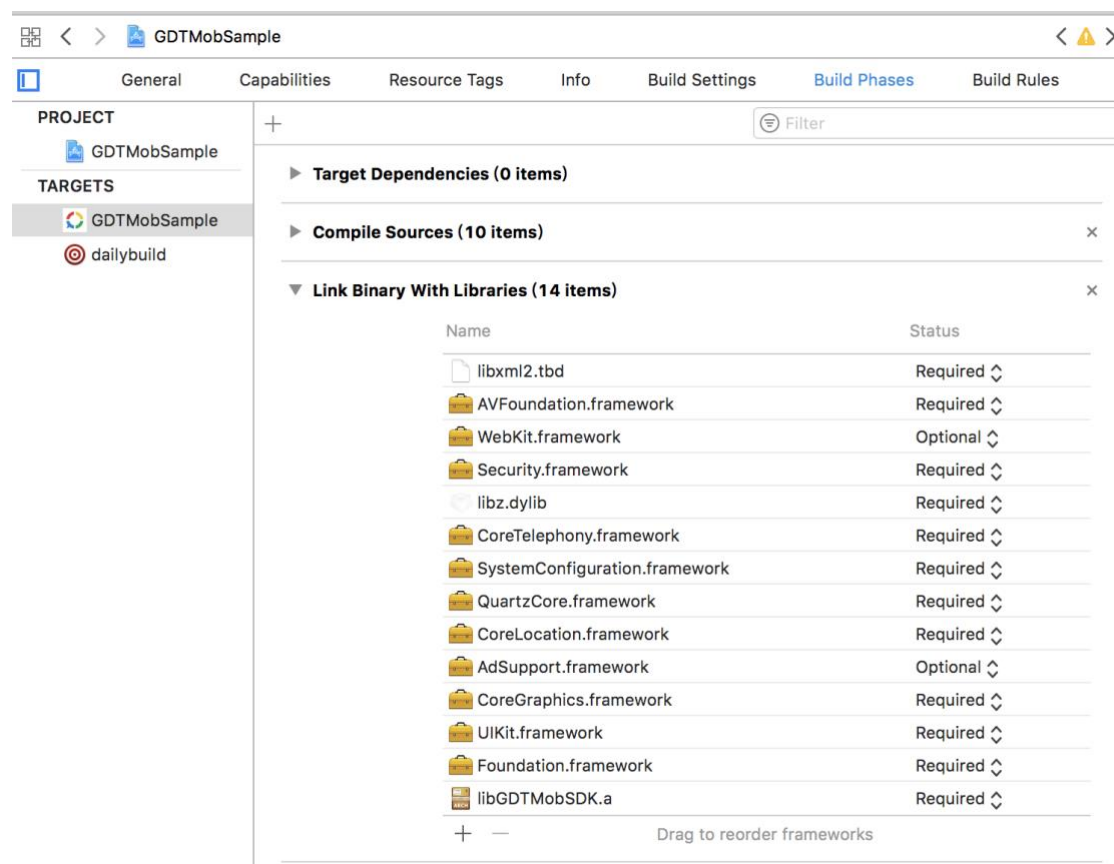 GDTMobSample
General Capabilities Resource Tags Info Build Settings Build Phases Build Rules
PROJECT
GDTMobSample
TARGETS
GDTMobSample
dailybuild
Filter
Target Dependencies (0 items)
Compile Sources (10 items)
Link Binary With Libraries (14 items)
Name Status
libxml2.tbd Required
AVFoundation.framework Required
WebKit.framework Optional
Security.framework Required
libz.dylib Required
CoreTelephony.framework Required
SystemConfiguration.framework Required
QuartzCore.framework Required
CoreLocation.framework Required
AdSupport.framework Optional
CoreGraphics.framework Required
UIKit.framework Required
Foundation.framework Required
libGDTMobSDK.a Required
Drag to reorder frameworks